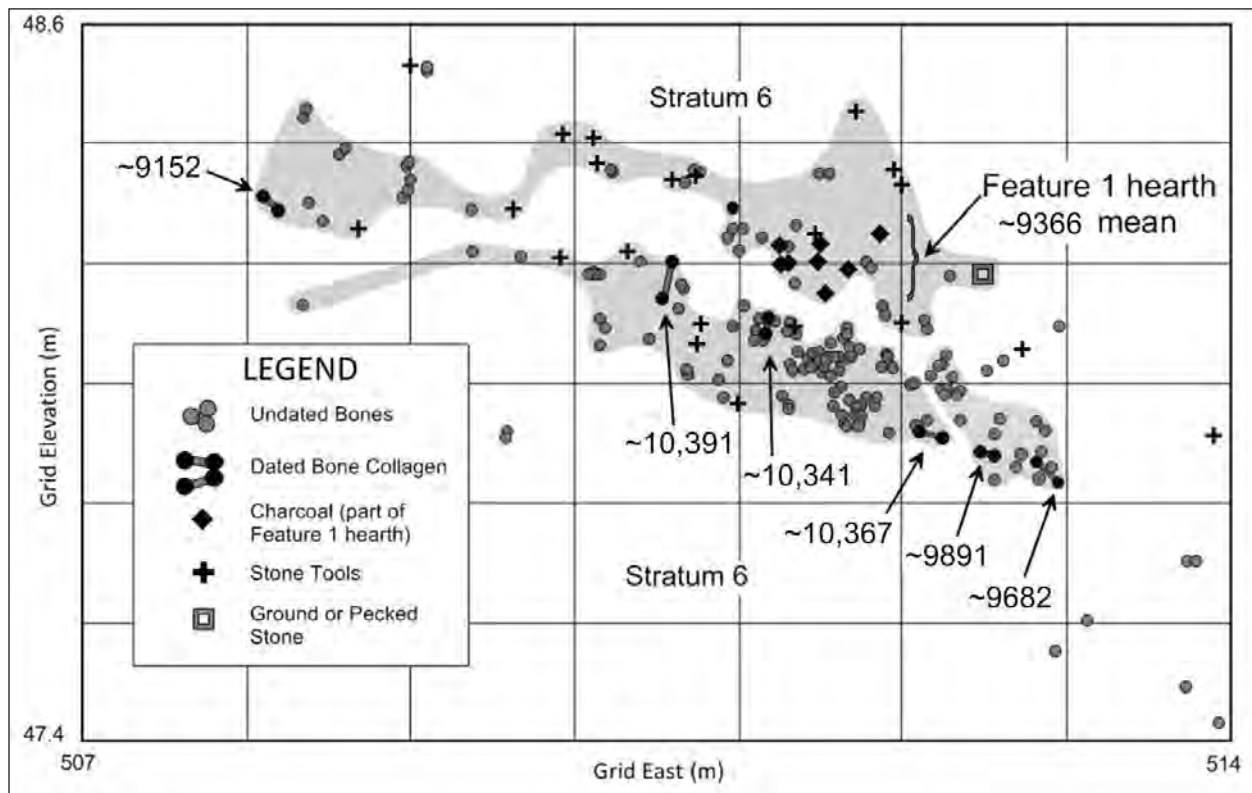 48.6
Stratum 6
~9152
Feature 1 hearth
~9366 mean
LEGEND
Undated Bones
Dated Bone Collagen
Charcoal (part of
Feature 1 hearth)
Stone Tools
Ground or Pecked
Stone
~10,391
~10,341
~10,367
~9891
~9682
Stratum 6
Grid Elevation (m)
47.4
507
Grid East (m)
514